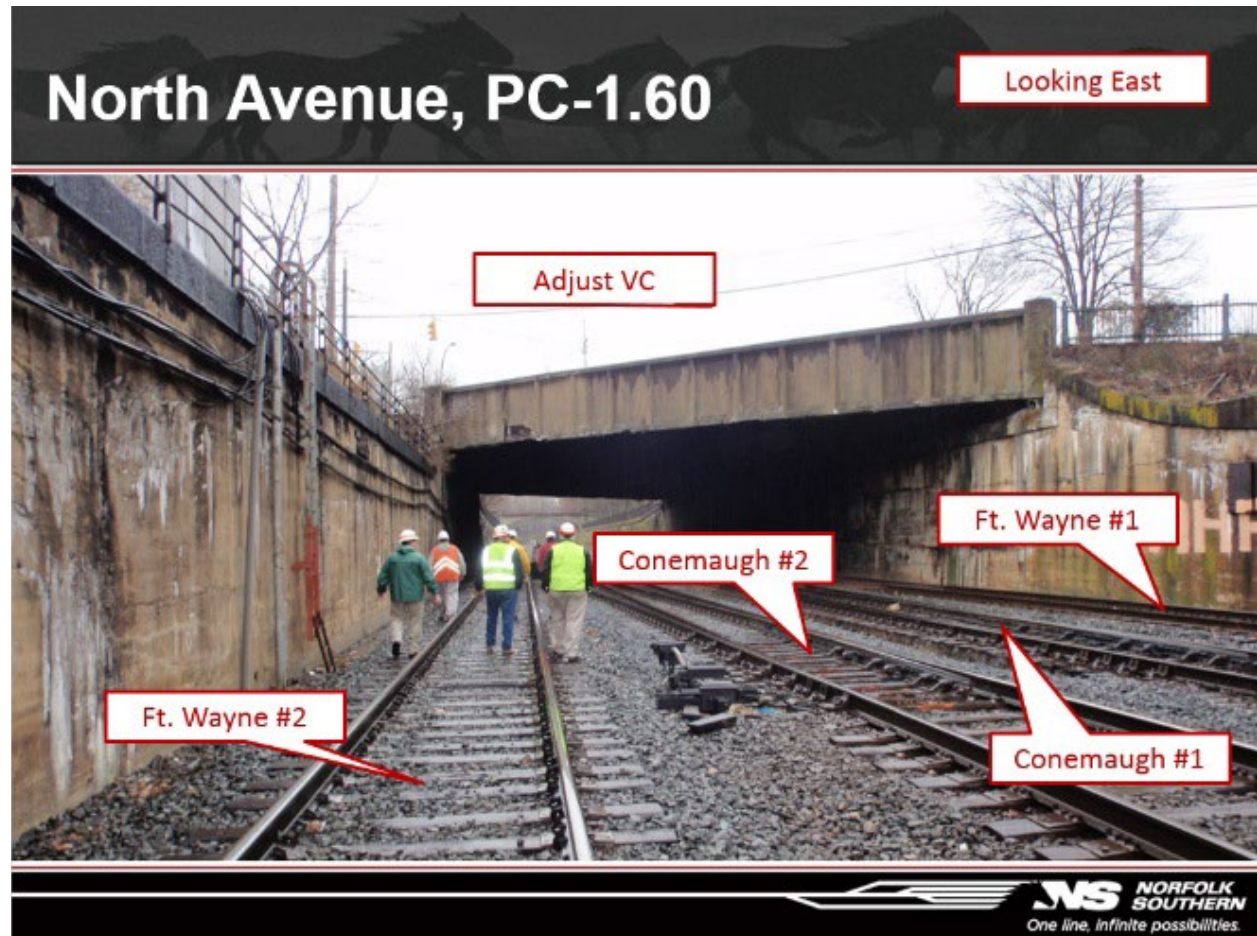 North Avenue, PC-1.60
Looking East
Adjust VC
Ft. Wayne #1
Conemaugh #2
Ft. Wayne #2
Conemaugh #1
NS NORFOLK
SOUTHERN
One line, infinite possibilities.